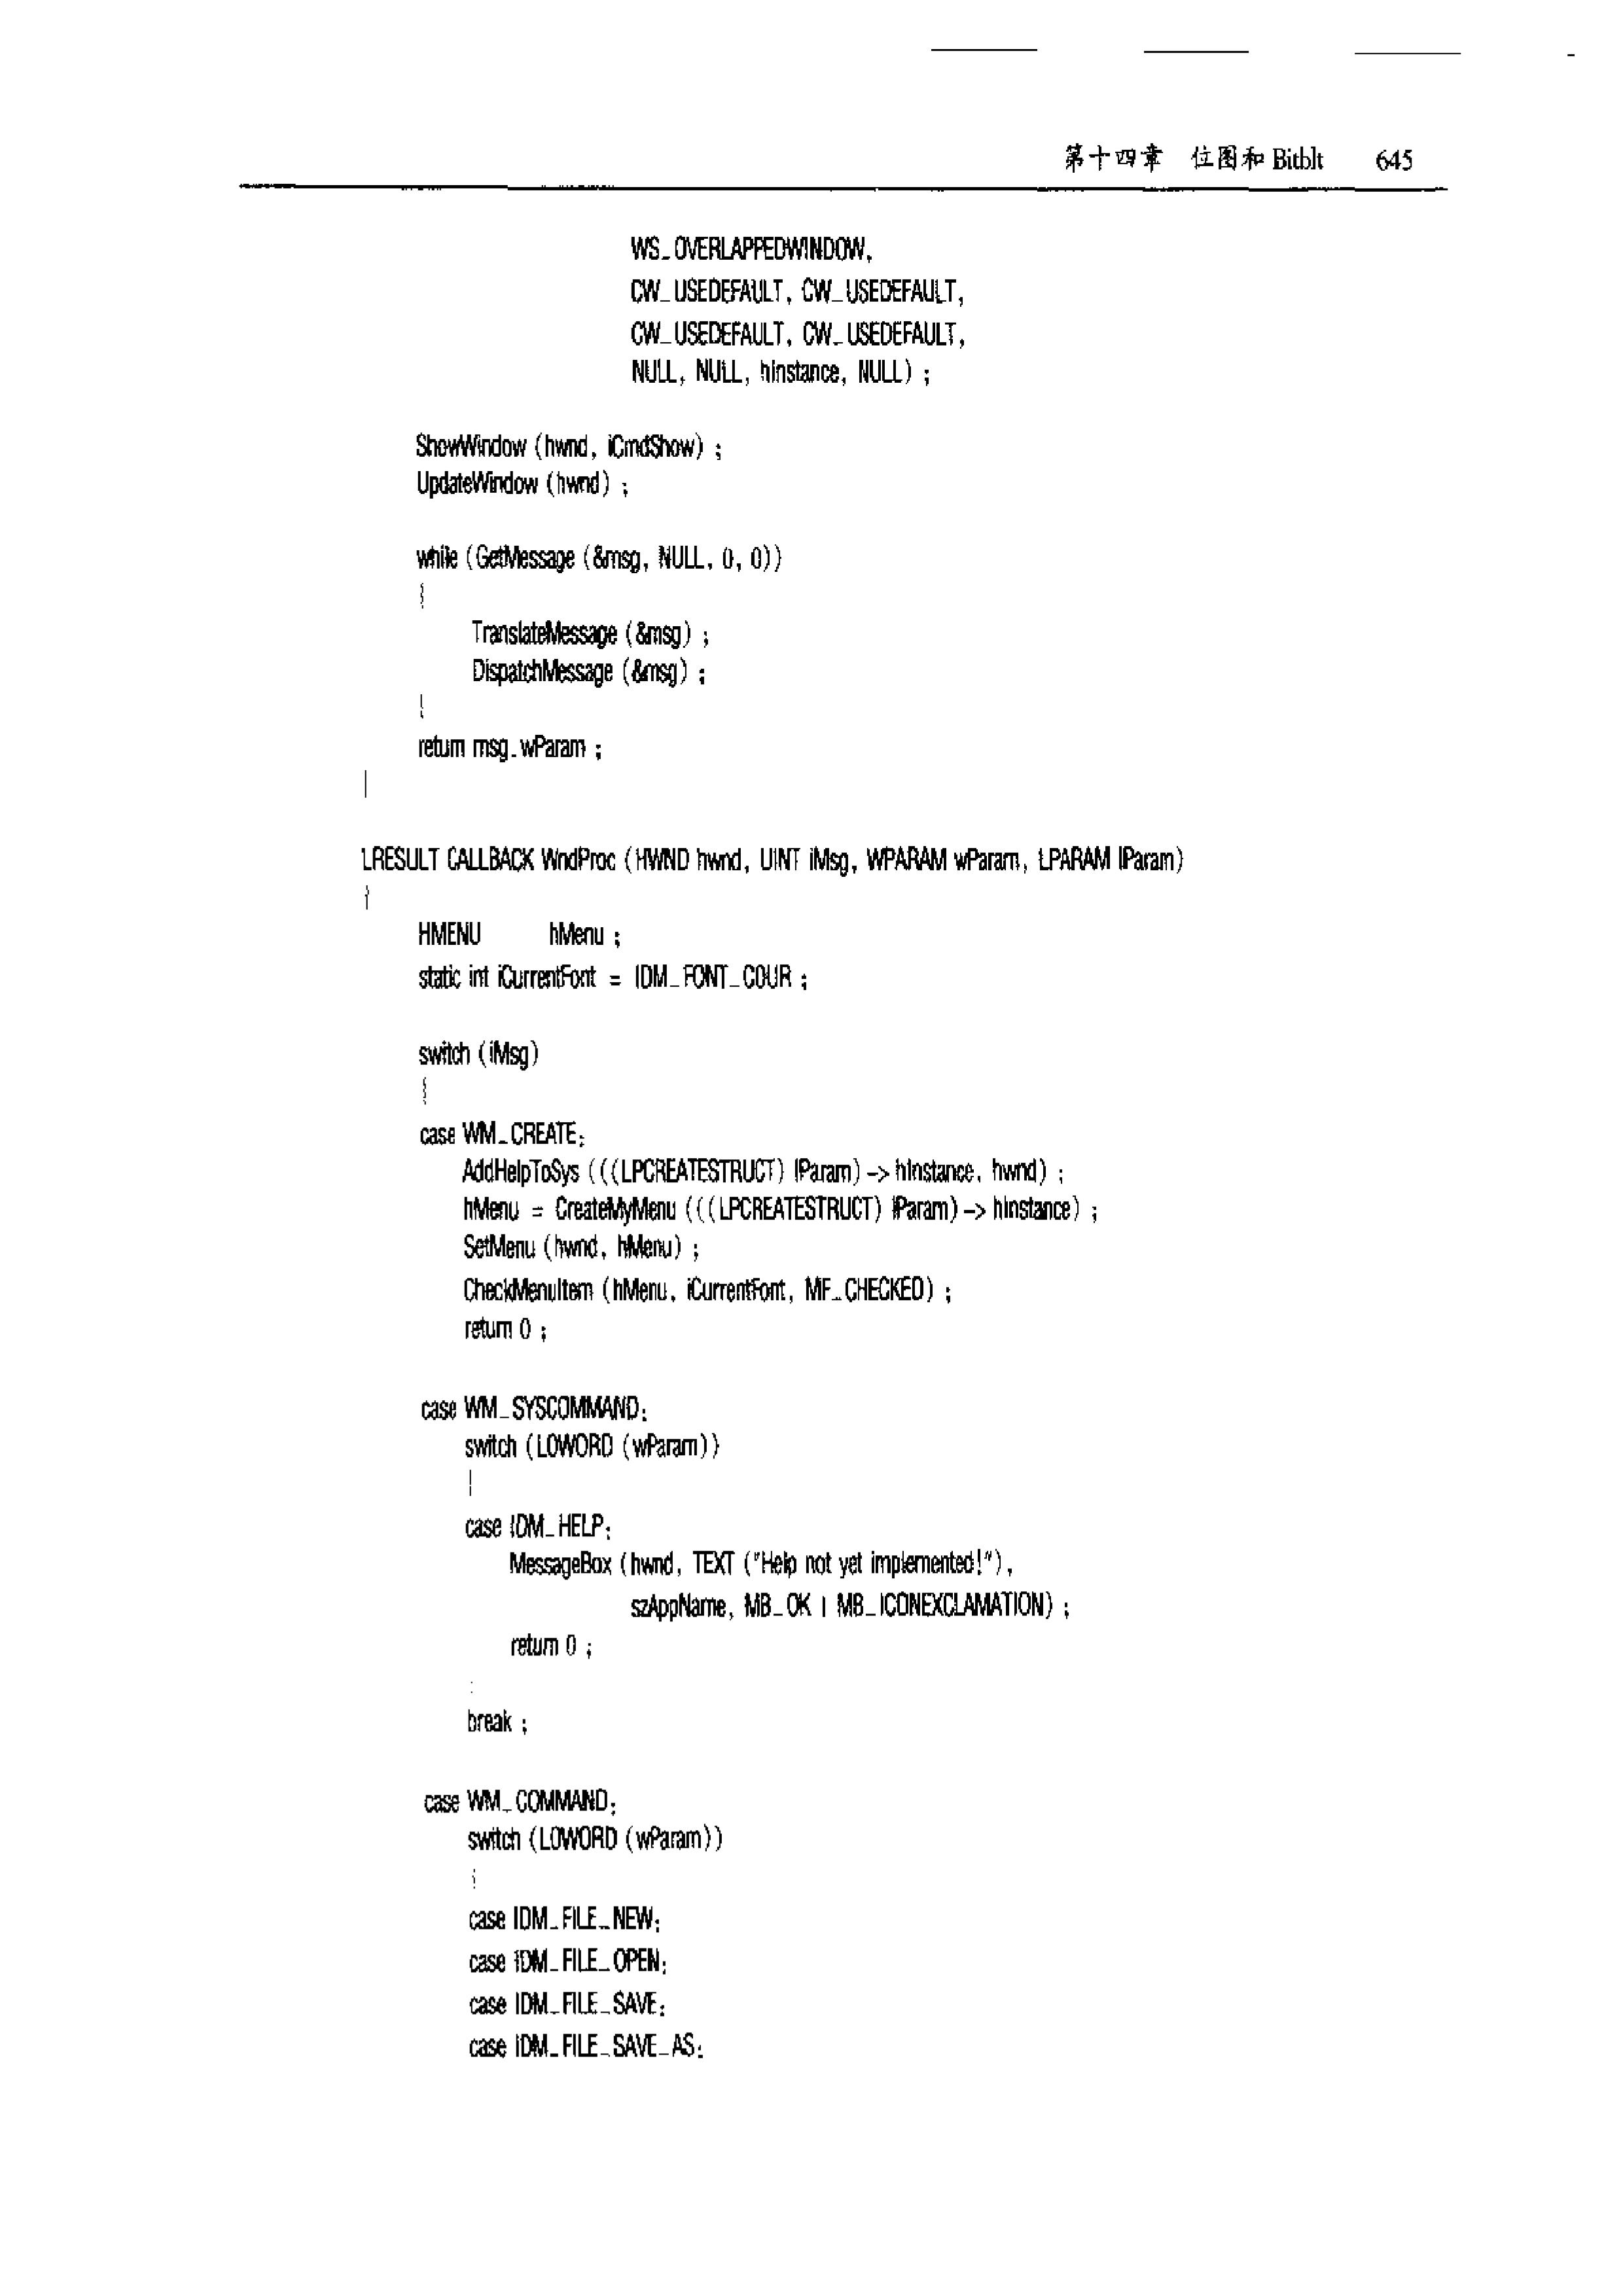 第十四章 位图和 Bitblt 645
WS_OVERLAPPEDWINDOW,
CW_USEDEFAULT, CW_USEDEFAULT,
CW_USEDEFAULT, CW_USEDEFAULT,
NULL, NULL, hInstance, NULL) ;
ShowWindow (hwnd, iCmdShow) ;
UpdateWindow (hwnd) ;
while (GetMessage (&msg, NULL, 0, 0))
{
TranslateMessage (&msg) ;
DispatchMessage (&msg) ;
}
return msg.wParam ;
}
LRESULT CALLBACK WndProc (HWND hwnd, UINT iMsg, WPARAM wParam, LPARAM lParam)
{
HMENU hMenu ;
static int iCurrentFont = IDM_FONT_COUR ;
switch (iMsg)
{
case WM_CREATE:
AddHelpToSys (((LPCREATESTRUCT) lParam) -> hInstance, hwnd) ;
hMenu = CreateMyMenu (((LPCREATESTRUCT) lParam) -> hInstance) ;
SetMenu (hwnd, hMenu) ;
CheckMenuItem (hMenu, iCurrentFont, MF_CHECKED) ;
return 0 ;
case WM_SYSCOMMAND:
switch (LOWORD (wParam))
{
case IDM_HELP:
MessageBox (hwnd, TEXT ("Help not yet implemented!"),
szAppName, MB_OK | MB_ICONEXCLAMATION) ;
return 0 ;
}
break ;
case WM_COMMAND:
switch (LOWORD (wParam))
{
case IDM_FILE_NEW:
case IDM_FILE_OPEN:
case IDM_FILE_SAVE:
case IDM_FILE_SAVE_AS: